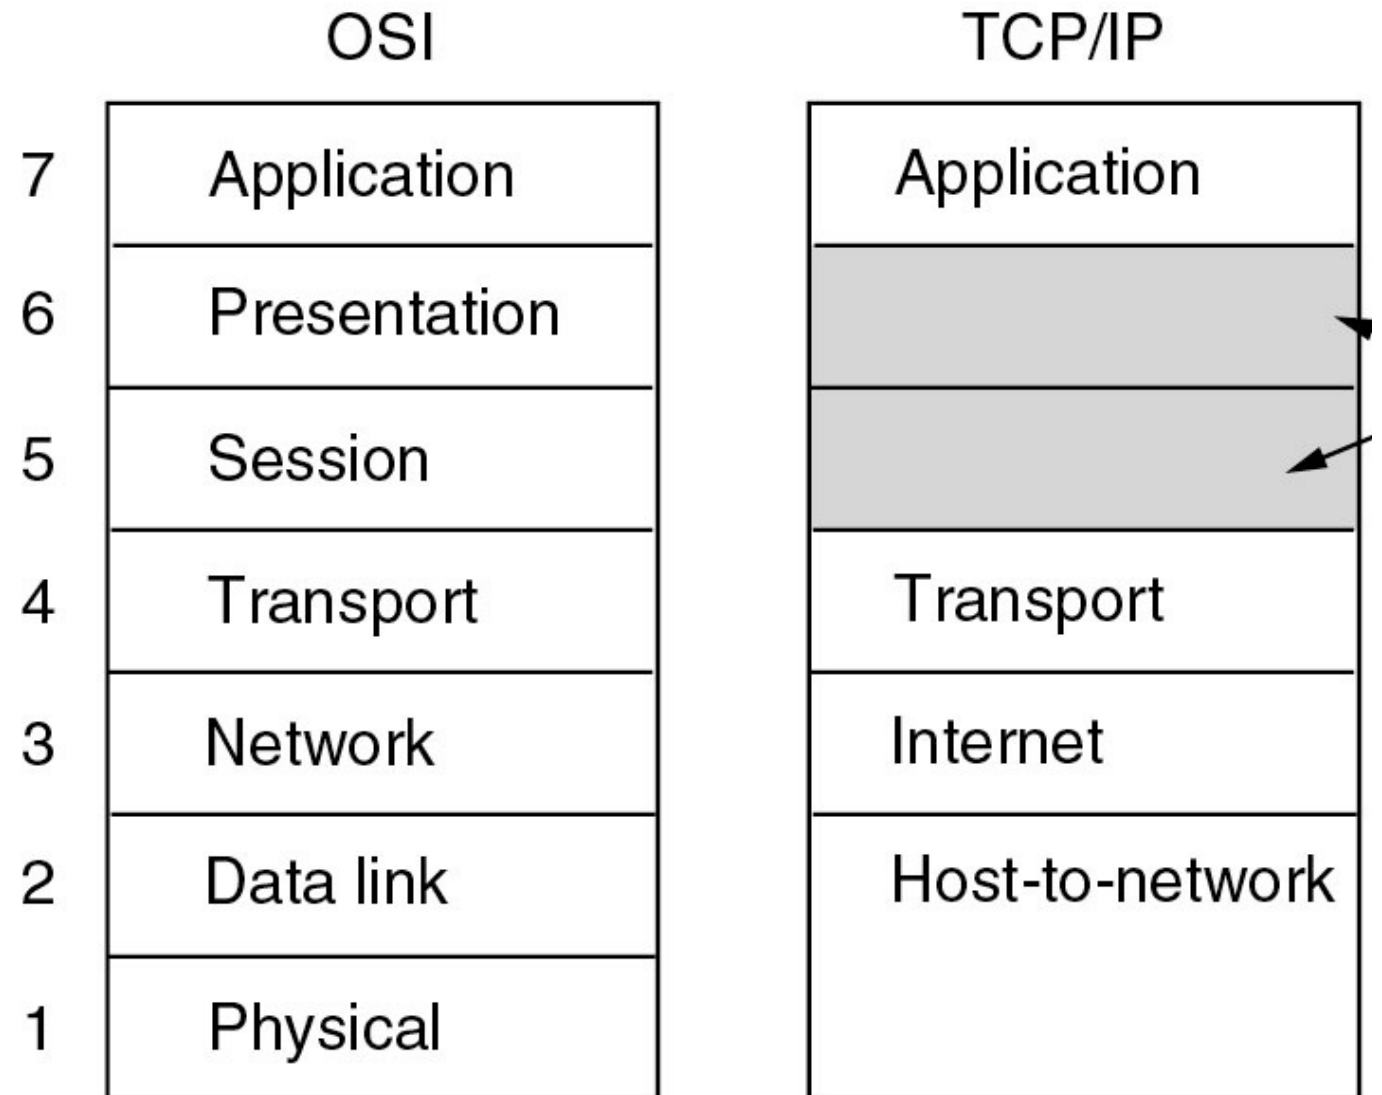 OSI TCP/IP
7 Application Application
6 Presentation
5 Session
4 Transport Transport
3 Network Internet
2 Data link Host-to-network
1 Physical